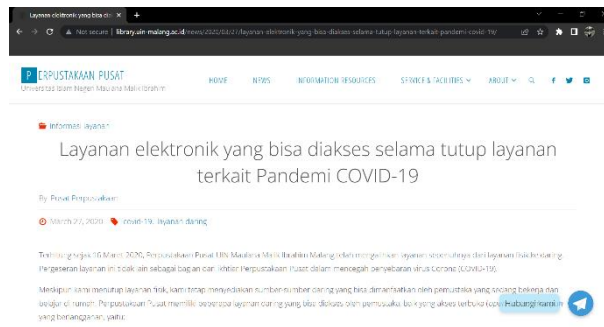 Layanan elektronik yang bisa di
Not secure | library.uin-malang.ac.id/news/2020/03/27/layanan-elektronik-yang-bisa-diakses-selama-tutup-layanan-terkait-pandemi-covid-19/
PERPUSTAKAAN PUSAT
Universitas Islam Negeri Maulana Malik Ibrahim
HOME NEWS INFORMATION RESOURCES SERVICE & FACILITIES ABOUT
Informasi layanan
Layanan elektronik yang bisa diakses selama tutup layanan
terkait Pandemi COVID-19
By Pusat Perpustakaan
March 27, 2020 covid-19, layanan daring
Terhitung sejak 16 Maret 2020, Perpustakaan Pusat UIN Maulana Malik Ibrahim Malang telah mengalihkan layanan sepenuhnya dari layanan fisik ke daring.
Pergeseran layanan ini tidak lain sebagai bagian dari ikhtiar Perpustakaan Pusat dalam mencegah penyebaran virus Corona (COVID-19).
Meskipun kami menutup layanan fisik, kami tetap menyediakan sumber-sumber daring yang bisa dimanfaatkan oleh pemustaka yang sedang bekerja dan
belajar di rumah. Perpustakaan Pusat memiliki beberapa layanan daring yang bisa diakses oleh pemustaka, baik yang akses terbuka
Hubungi kami
yang berlangganan, yaitu: